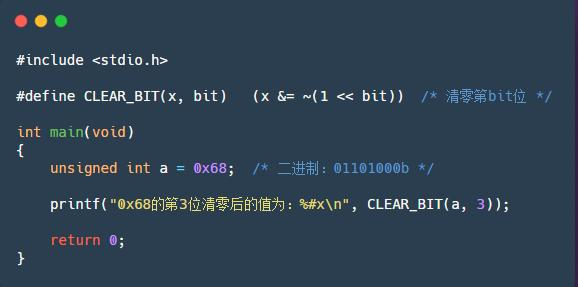 #include <stdio.h>
#define CLEAR_BIT(x, bit)   (x &= ~(1 << bit))  /* 清零第bit位 */
int main(void)
{
    unsigned int a = 0x68;  /* 二进制：01101000b */
    printf("0x68的第3位清零后的值为：%#x\n", CLEAR_BIT(a, 3));
    return 0;
}